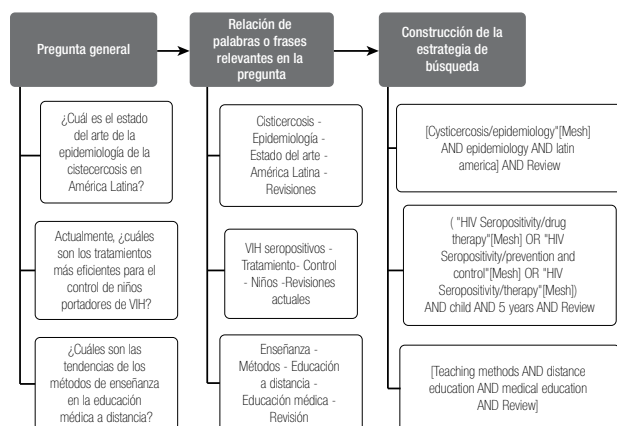 Pregunta general
Relación de
palabras o frases
relevantes en la
pregunta
Construcción de la
estrategia de
búsqueda
¿Cuál es el estado
del arte de la
epidemiología de la
cistecercosis en
América Latina?
Cisticercosis -
Epidemiología -
Estado del arte -
América Latina -
Revisiones
[Cysticercosis/epidemiology"[Mesh]
AND epidemiology AND latin
america] AND Review
Actualmente, ¿cuáles
son los tratamientos
más eficientes para el
control de niños
portadores de VIH?
VIH seropositivos -
Tratamiento- Control
- Niños -Revisiones
actuales
( "HIV Seropositivity/drug
therapy"[Mesh] OR "HIV
Seropositivity/prevention and
control"[Mesh] OR "HIV
Seropositivity/therapy"[Mesh])
AND child AND 5 years AND Review
¿Cuáles son las
tendencias de los
métodos de enseñanza
en la educación
médica a distancia?
Enseñanza -
Métodos - Educación
a distancia -
Educación médica -
Revisión
[Teaching methods AND distance
education AND medical education
AND Review]